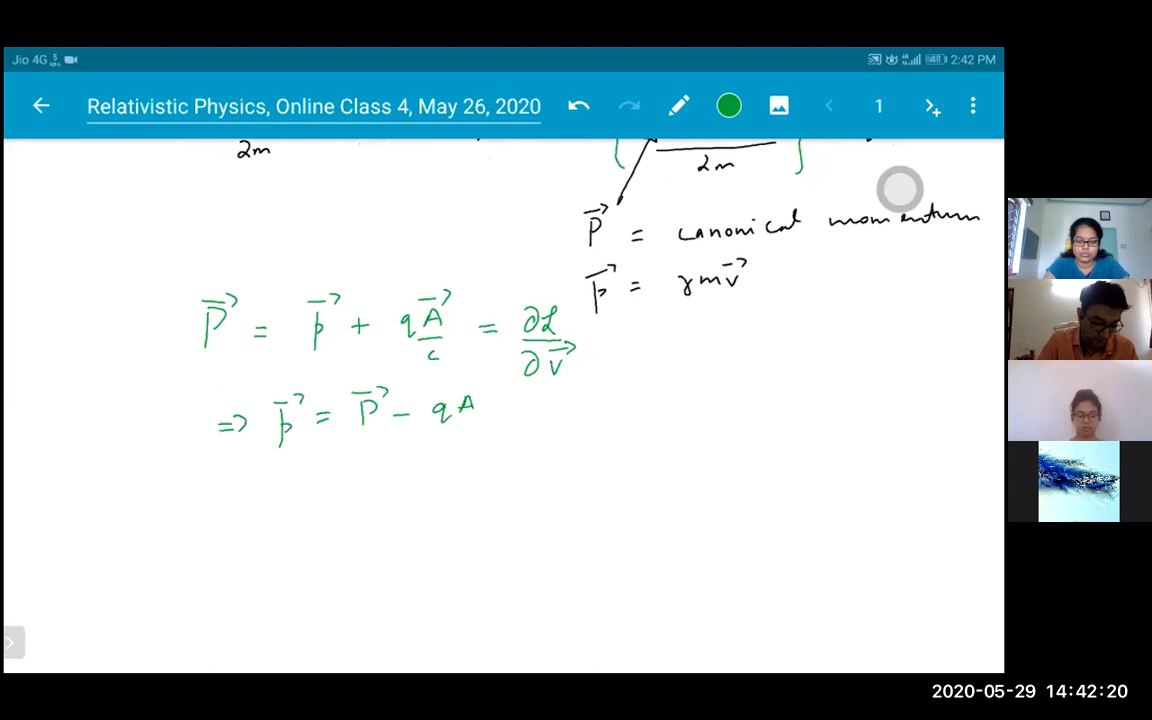 Jio 4G 2:42 PM
Relativistic Physics, Online Class 4, May 26, 2020 1
2m
2m
P⃗ = canonical momentum
p⃗ = γmv⃗
P⃗ = p⃗ + qA⃗/c = ∂L/∂v⃗
=> p⃗ = P⃗ - qA
2020-05-29 14:42:20